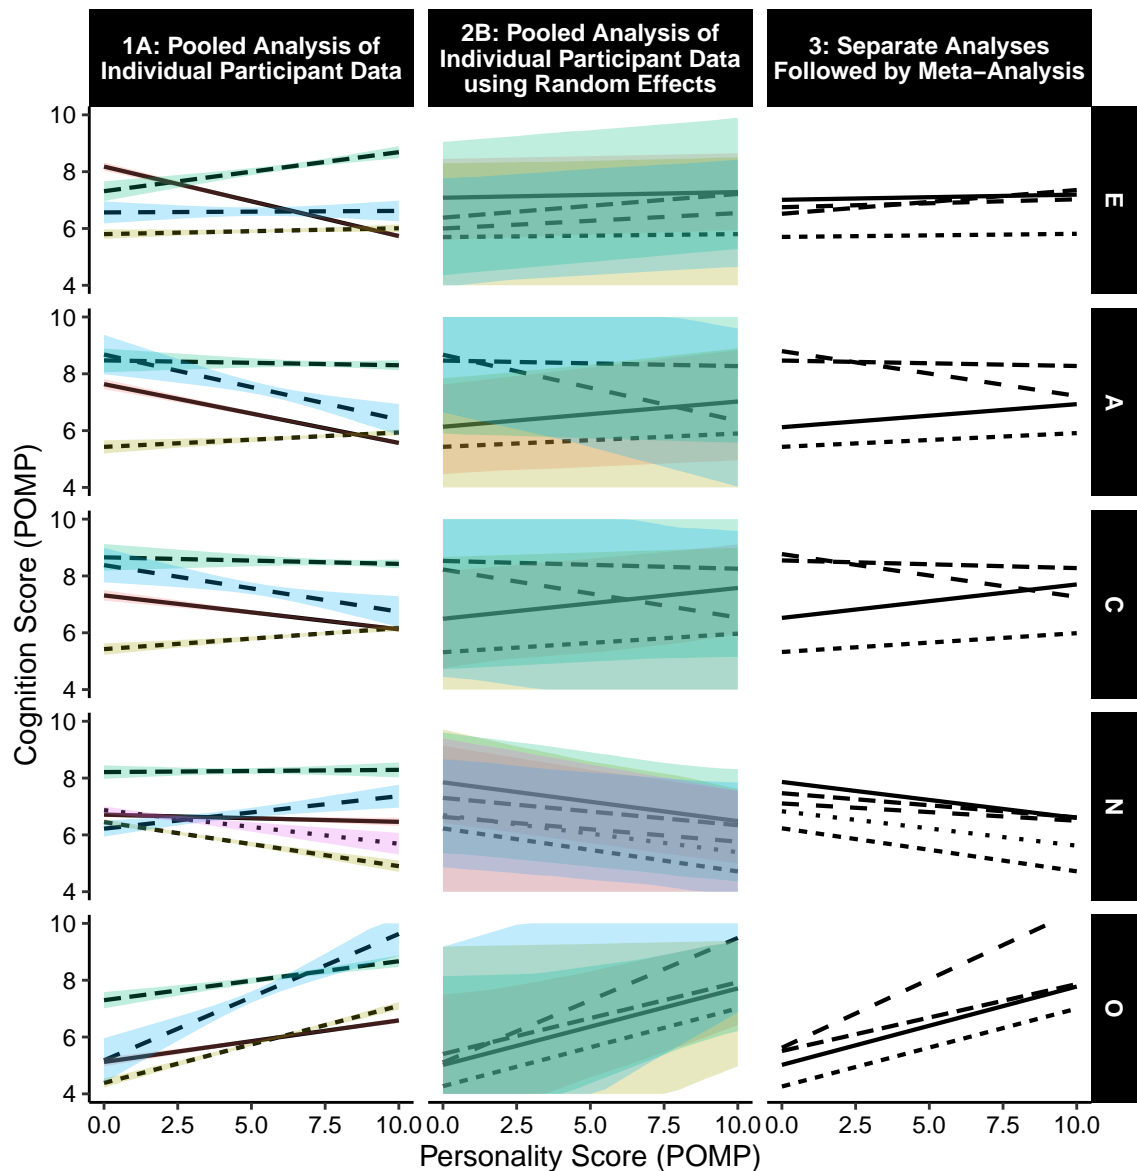 1A: Pooled Analysis of
Individual Participant Data
2B: Pooled Analysis of
Individual Participant Data
using Random Effects
3: Separate Analyses
Followed by Meta−Analysis
Cognition Score (POMP)
10
8
6
4
E
10
8
6
4
A
10
8
6
4
C
10
8
6
4
N
10
8
6
4
O
0.0 2.5 5.0 7.5 10.0 0.0 2.5 5.0 7.5 10.0 0.0 2.5 5.0 7.5 10.0
Personality Score (POMP)